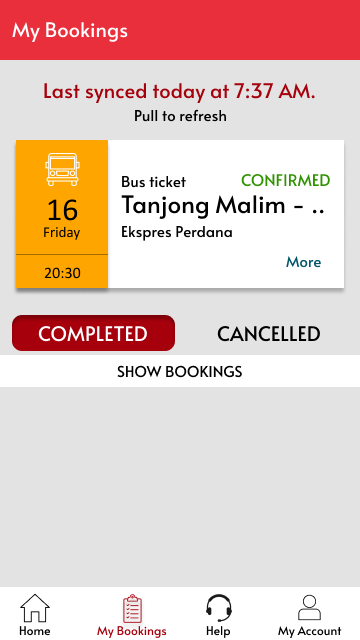 My Bookings
Last synced today at 7:37 AM.
Pull to refresh
16
Friday
20:30
Bus ticket
CONFIRMED
Tanjong Malim - ..
Ekspres Perdana
More
COMPLETED
CANCELLED
SHOW BOOKINGS
Home
My Bookings
Help
My Account